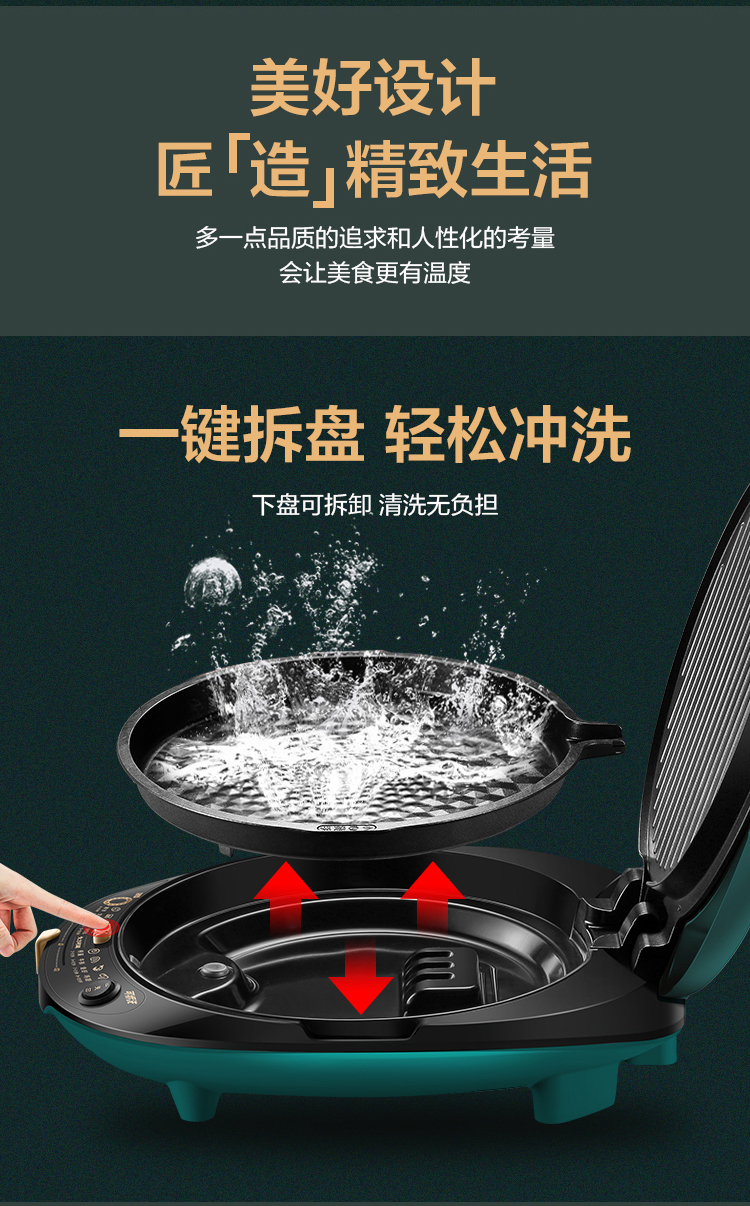 美好设计
匠「造」精致生活
多一点品质的追求和人性化的考量
会让美食更有温度
一键拆盘 轻松冲洗
下盘可拆卸 清洗无负担